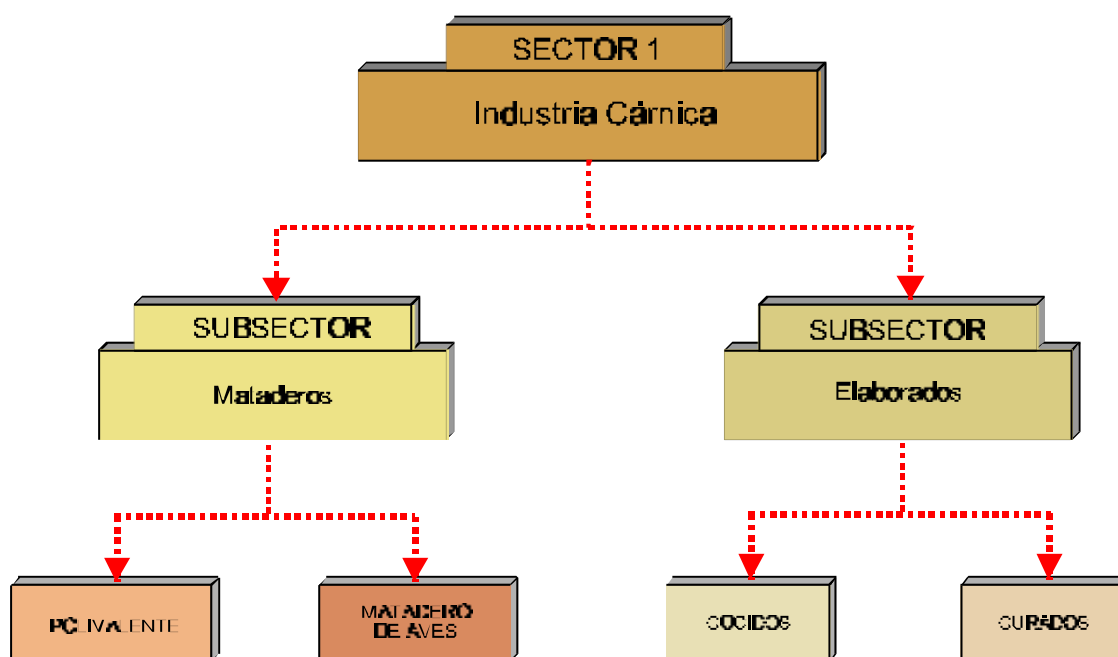 SECTOR 1
Industria Cárnica
SUBSECTOR
Mataderos
SUBSECTOR
Elaborados
POLIVALENTE
MATADERO
DE AVES
COCIDOS
CURADOS